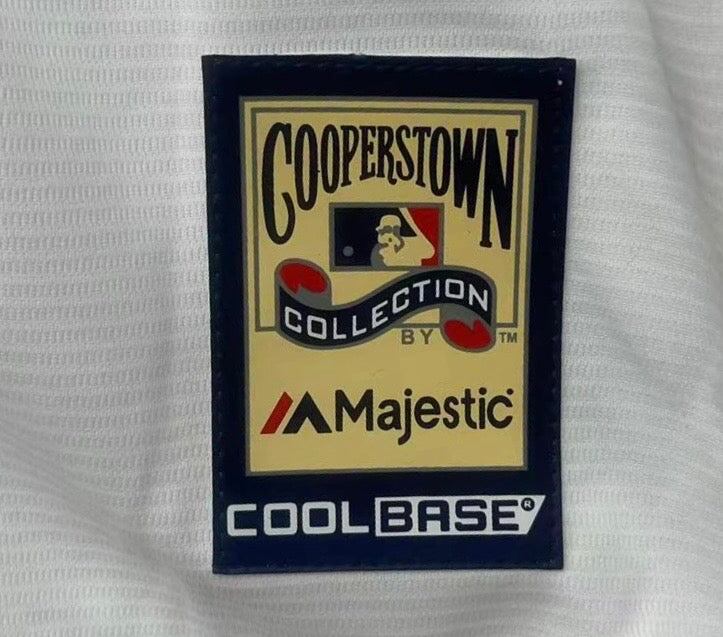 COOPERSTOWN
COLLECTION
BY TM
Majestic
COOLBASE®